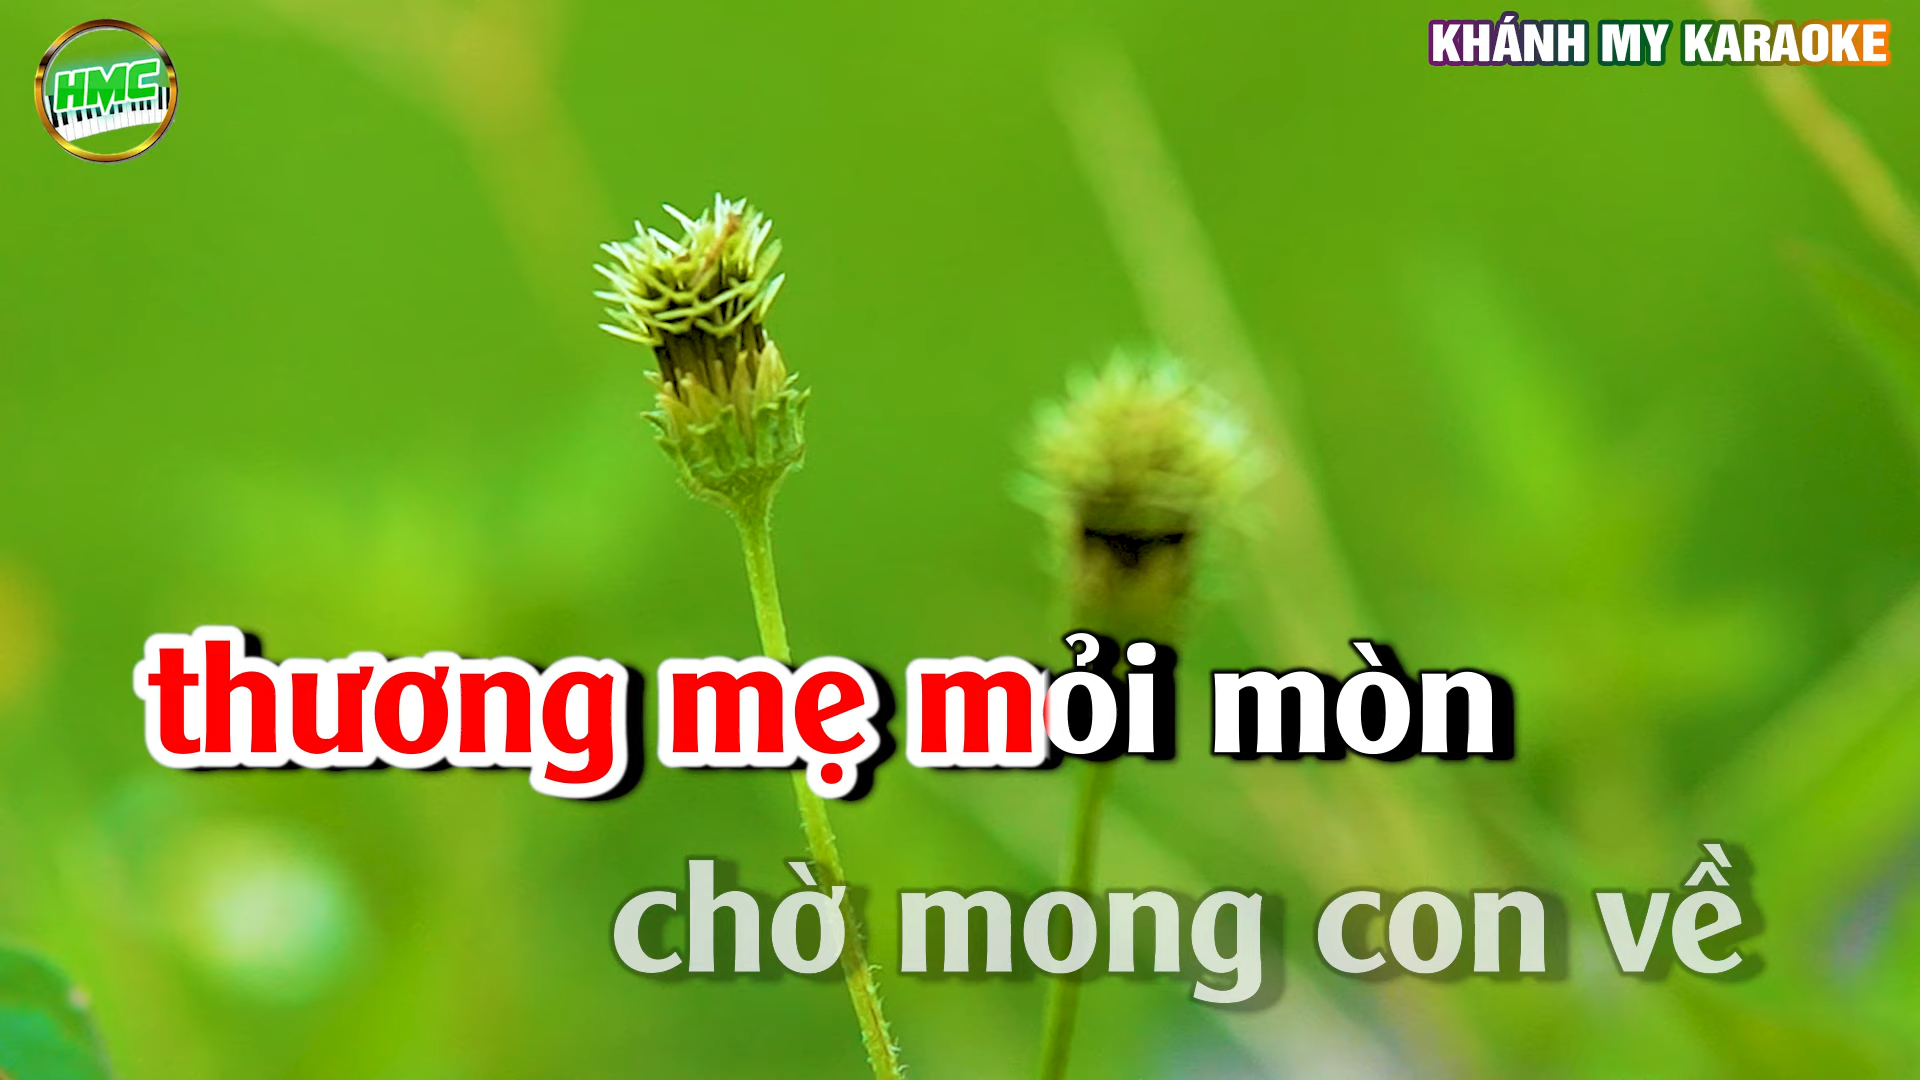 HMC
KHÁNH MY KARAOKE
thương mẹ mỏi mòn
chờ mong con về